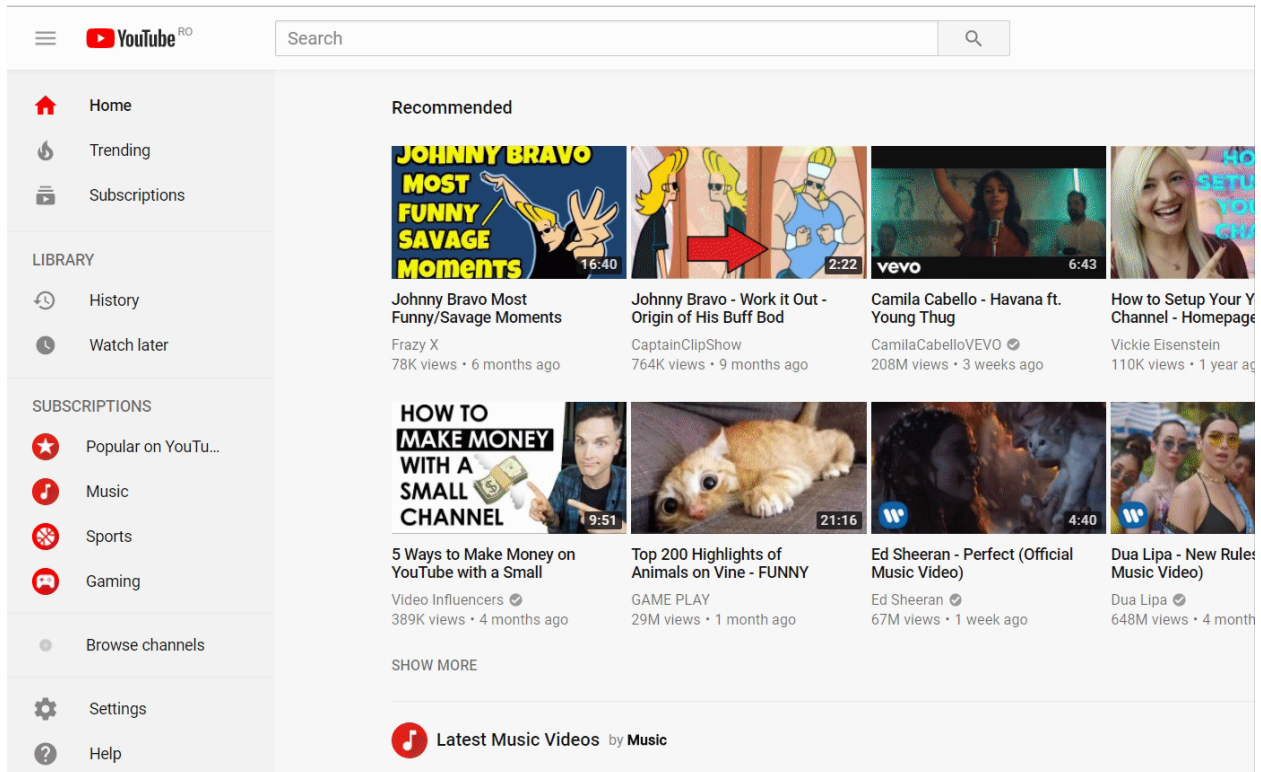 YouTube RO
Search
Home
Trending
Subscriptions
LIBRARY
History
Watch later
SUBSCRIPTIONS
Popular on YouTu...
Music
Sports
Gaming
Browse channels
Settings
Help
Recommended
JOHNNY BRAVO
MOST
FUNNY
SAVAGE
MOMENTS
16:40
Johnny Bravo Most
Funny/Savage Moments
Frazy X
78K views • 6 months ago
2:22
Johnny Bravo - Work it Out -
Origin of His Buff Bod
CaptainClipShow
764K views • 9 months ago
vevo
6:43
Camila Cabello - Havana ft.
Young Thug
CamilaCabelloVEVO
208M views • 3 weeks ago
HO
SETU
YOU
CHA
How to Setup Your Y
Channel - Homepage
Vickie Eisenstein
110K views • 1 year ag
HOW TO
MAKE MONEY
WITH A
SMALL
CHANNEL
9:51
5 Ways to Make Money on
YouTube with a Small
Video Influencers
389K views • 4 months ago
21:16
Top 200 Highlights of
Animals on Vine - FUNNY
GAME PLAY
29M views • 1 month ago
4:40
Ed Sheeran - Perfect (Official
Music Video)
Ed Sheeran
67M views • 1 week ago
Dua Lipa - New Rules
Music Video)
Dua Lipa
648M views • 4 month
SHOW MORE
Latest Music Videos by Music